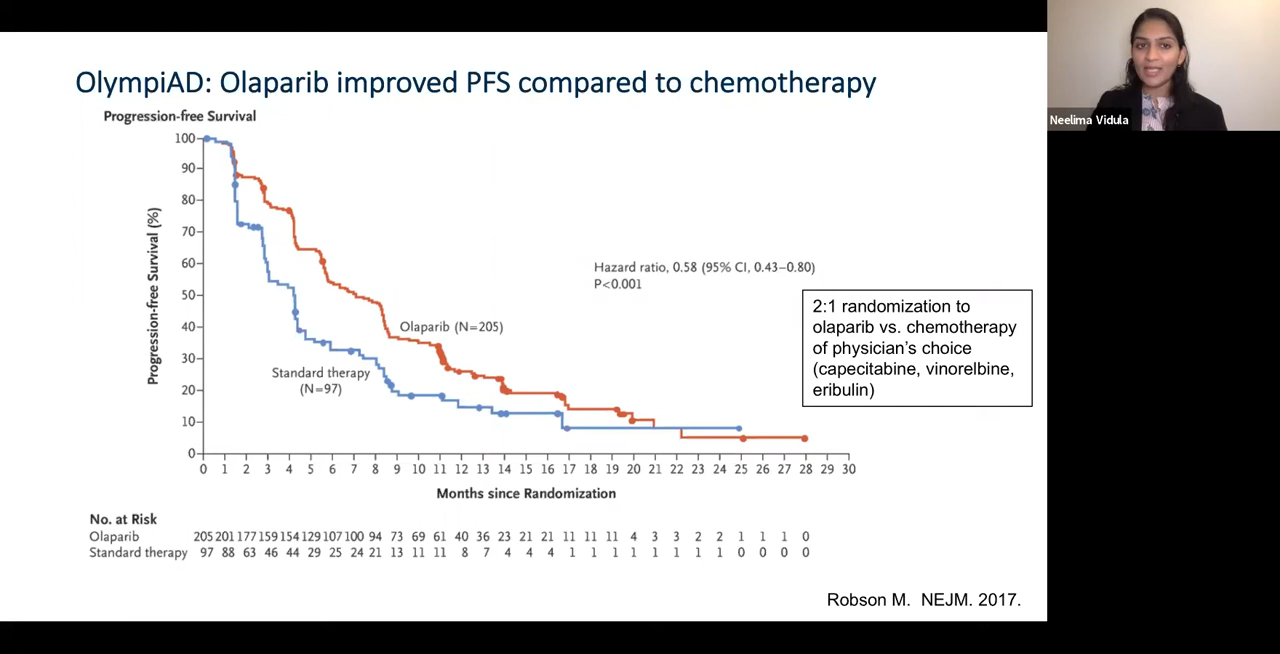 OlympiAD: Olaparib improved PFS compared to chemotherapy
Neelima Vidula
Progression-free Survival
Progression-free Survival (%)
100
90
80
70
60
50
40
30
20
10
0
Hazard ratio, 0.58 (95% CI, 0.43–0.80)
P<0.001
2:1 randomization to
olaparib vs. chemotherapy
of physician's choice
(capecitabine, vinorelbine,
eribulin)
Olaparib (N=205)
Standard therapy
(N=97)
0 1 2 3 4 5 6 7 8 9 10 11 12 13 14 15 16 17 18 19 20 21 22 23 24 25 26 27 28 29 30
Months since Randomization
No. at Risk
Olaparib 205 201 177 159 154 129 107 100 94 73 69 61 40 36 23 21 21 11 11 11 4 3 3 2 2 1 1 1 0
Standard therapy 97 88 63 46 44 29 25 24 21 13 11 11 8 7 4 4 4 1 1 1 1 1 1 1 1 0 0 0 0
Robson M. NEJM. 2017.